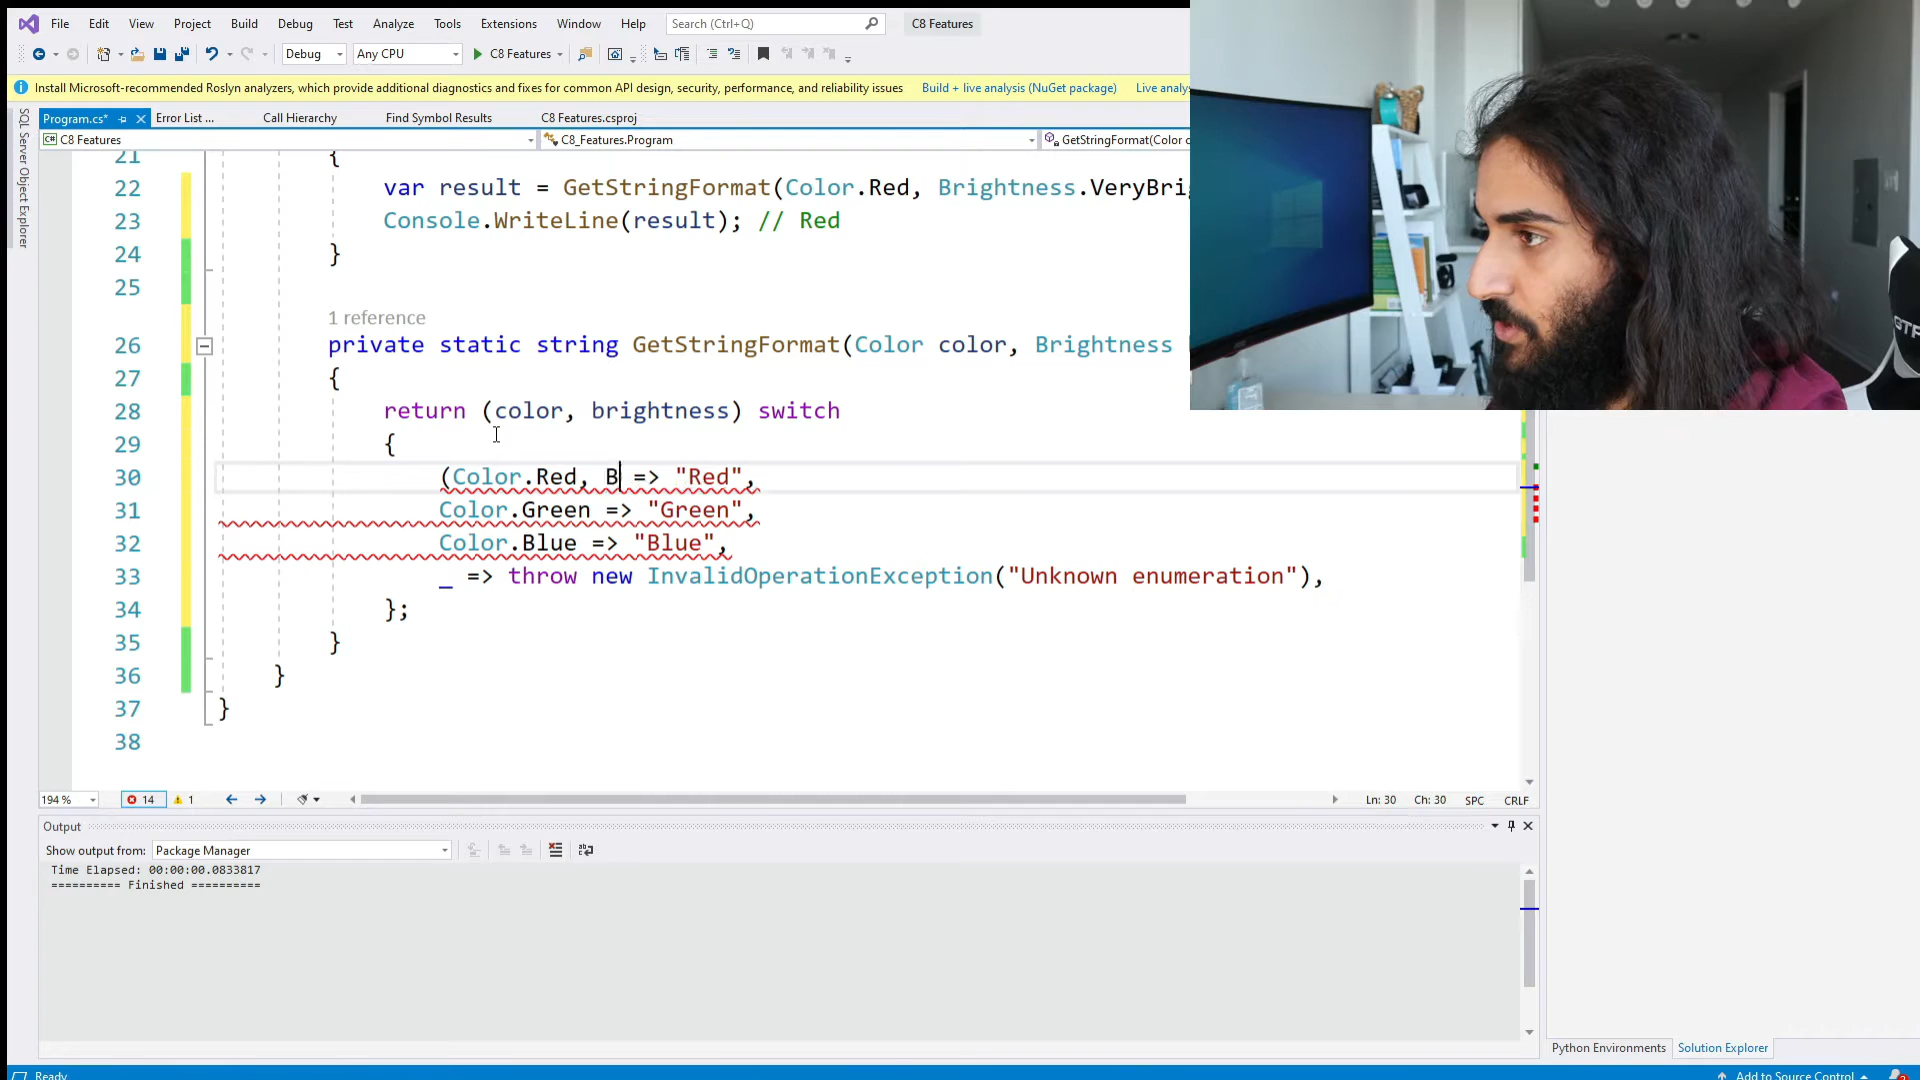 File Edit View Project Build Debug Test Analyze Tools Extensions Window Help Search (Ctrl+Q) C8 Features
Debug Any CPU C8 Features
Install Microsoft-recommended Roslyn analyzers, which provide additional diagnostics and fixes for common API design, security, performance, and reliability issues Build + live analysis (NuGet package) Live analy
SQL Server Object Explorer
Program.cs* Error List ... Call Hierarchy Find Symbol Results C8 Features.csproj
C8 Features C8_Features.Program GetStringFormat(Color c
21 {
22 var result = GetStringFormat(Color.Red, Brightness.VeryBri
23 Console.WriteLine(result); // Red
24 }
25
1 reference
26 private static string GetStringFormat(Color color, Brightness
27 {
28 return (color, brightness) switch
29 {
30 (Color.Red, B => "Red",
31 Color.Green => "Green",
32 Color.Blue => "Blue",
33 _ => throw new InvalidOperationException("Unknown enumeration"),
34 };
35 }
36 }
37 }
38
194 % 14 1 Ln: 30 Ch: 30 SPC CRLF
Output
Show output from: Package Manager
Time Elapsed: 00:00:00.0833817
========== Finished ==========
Python Environments Solution Explorer
Ready Add to Source Control